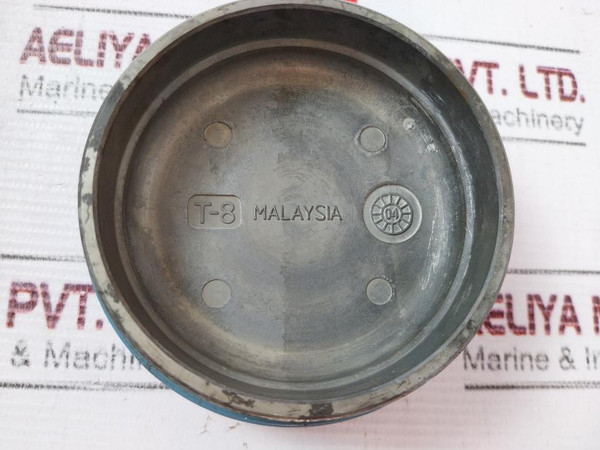 AELIYA
VT. LTD.
Marine
achinery
T-8 MALAYSIA 04
PVT.
AELIYA
& Machin
Marine & In